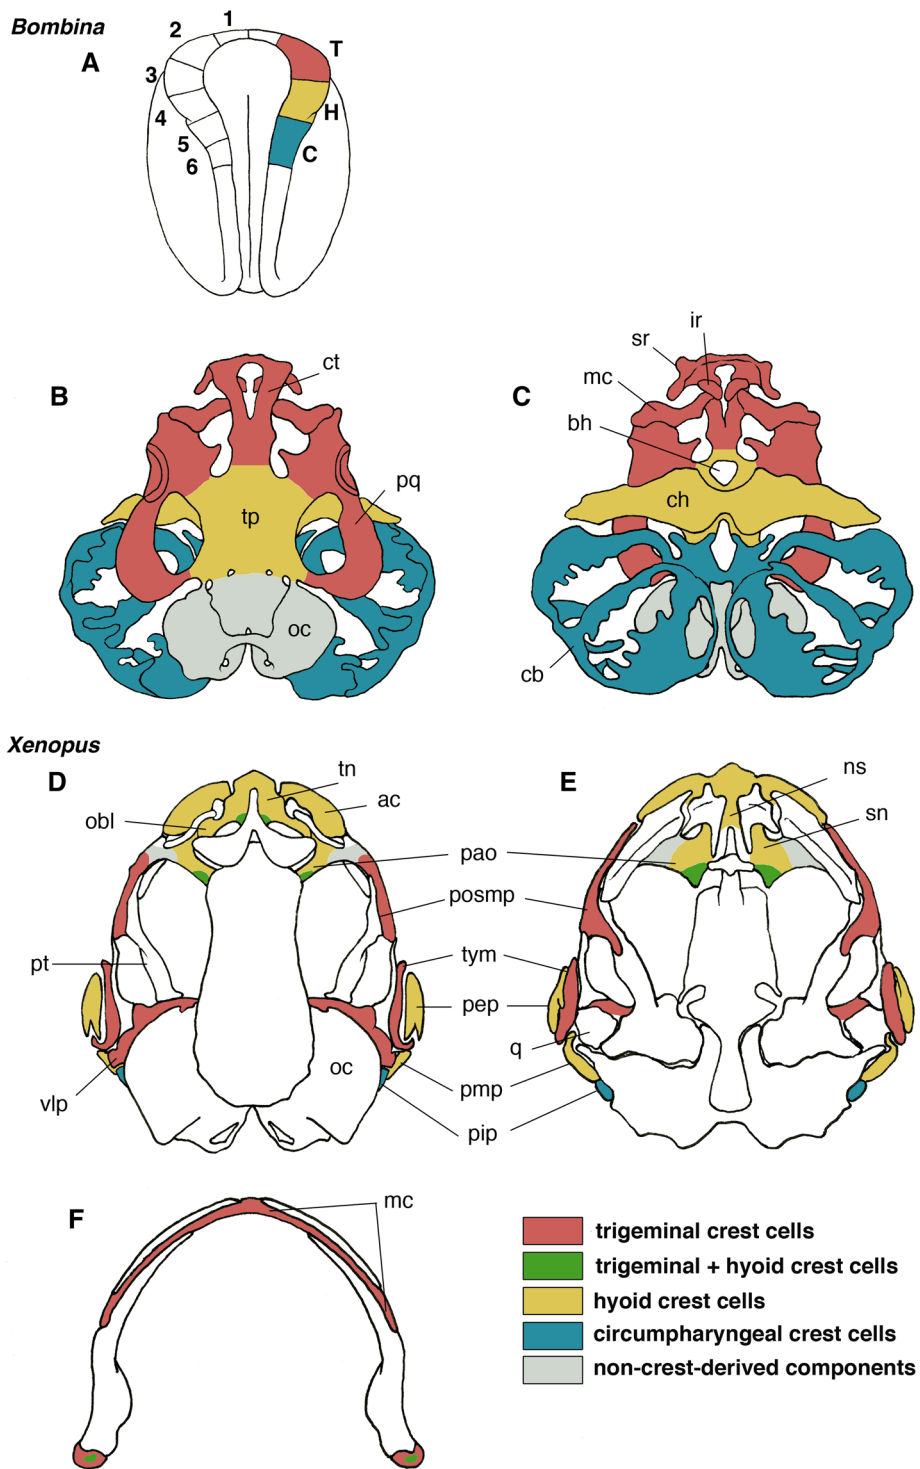 Bombina
A
1
2
3
4
5
6
T
H
C
B
ct
pq
tp
oc
C
ir
sr
mc
bh
ch
cb
Xenopus
D
tn
ac
obl
pao
posmp
pt
tym
pep
q
oc
vlp
pmp
pip
E
ns
sn
F
mc
trigeminal crest cells
trigeminal + hyoid crest cells
hyoid crest cells
circumpharyngeal crest cells
non-crest-derived components